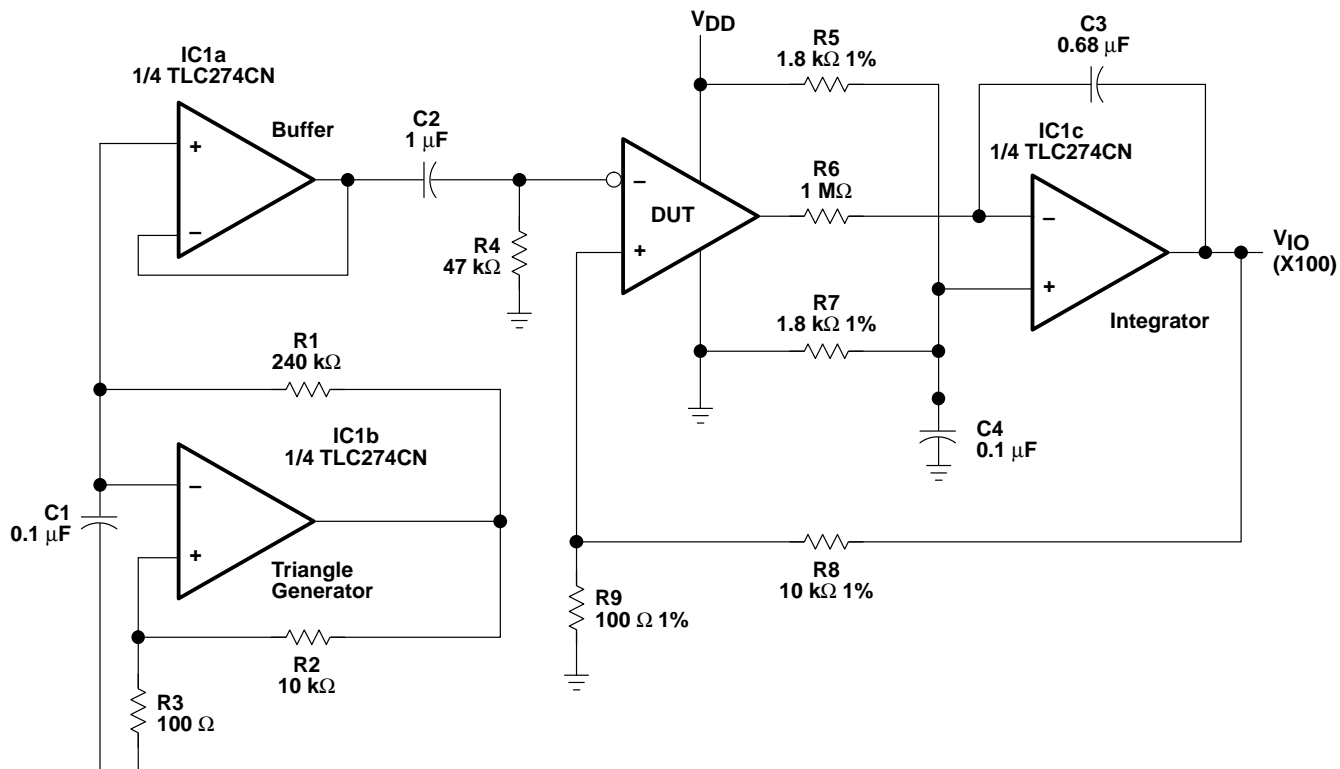 IC1a
1/4 TLC274CN
+
−
Buffer
C2
1 μF
R4
47 kΩ
VDD
−
DUT
+
R5
1.8 kΩ 1%
R6
1 MΩ
R7
1.8 kΩ 1%
C3
0.68 μF
IC1c
1/4 TLC274CN
−
+
Integrator
VIO
(X100)
C4
0.1 μF
R1
240 kΩ
IC1b
1/4 TLC274CN
−
+
C1
0.1 μF
Triangle
Generator
R2
10 kΩ
R3
100 Ω
R8
10 kΩ 1%
R9
100 Ω 1%